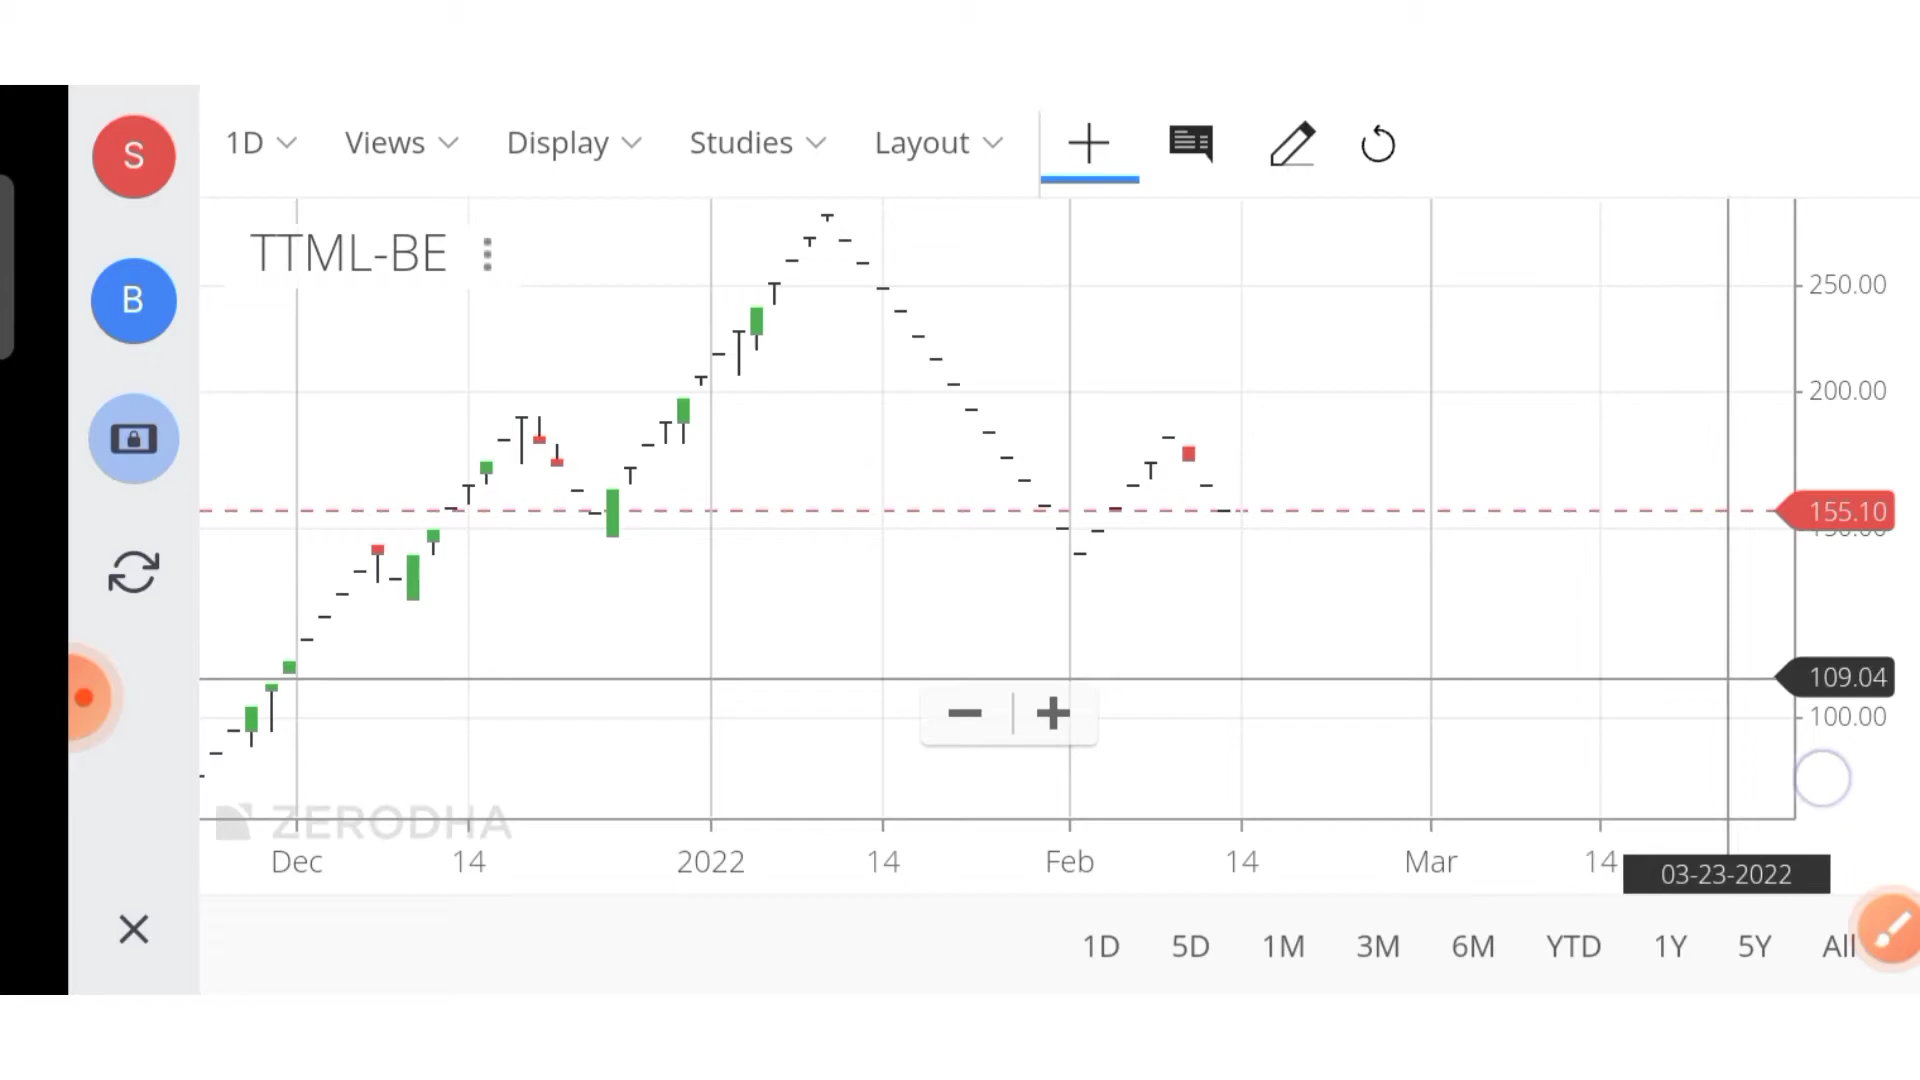 S
1D Views Display Studies Layout
TTML-BE
B
250.00
200.00
155.10
150.00
109.04
100.00
ZERODHA
Dec 14 2022 14 Feb 14 Mar 14 03-23-2022
1D 5D 1M 3M 6M YTD 1Y 5Y All